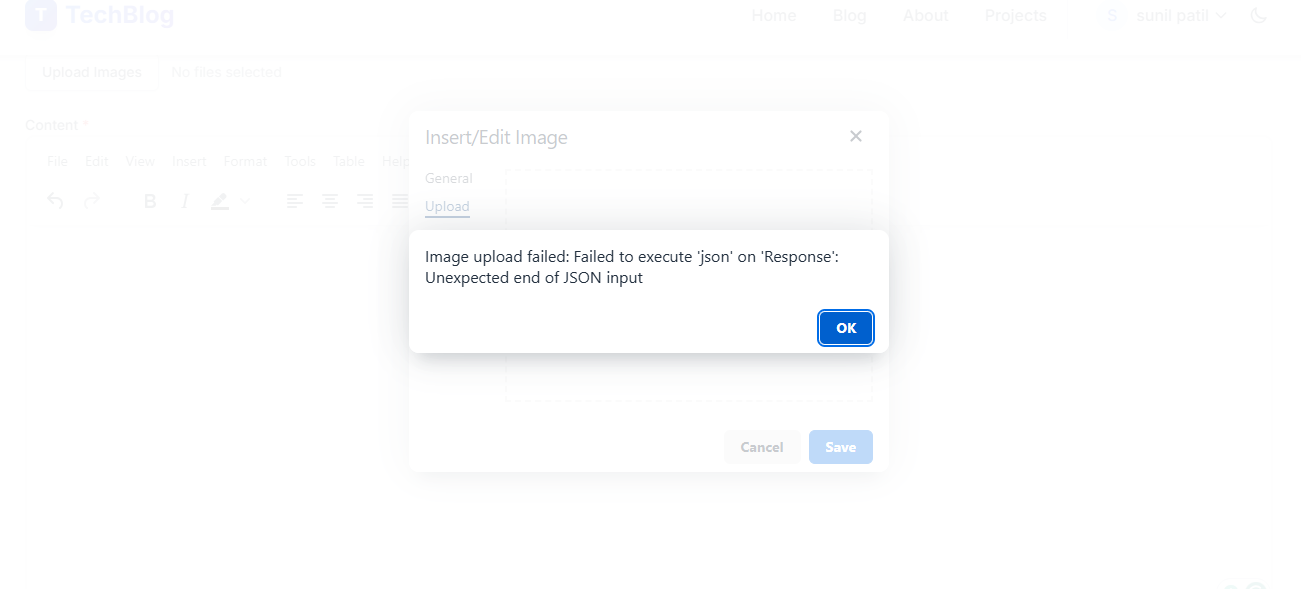 T TechBlog
Home Blog About Projects S sunil patil
Upload Images No files selected
Content *
File Edit View Insert Format Tools Table Help
B I
Insert/Edit Image
General
Upload
Image upload failed: Failed to execute 'json' on 'Response':
Unexpected end of JSON input
OK
Cancel Save